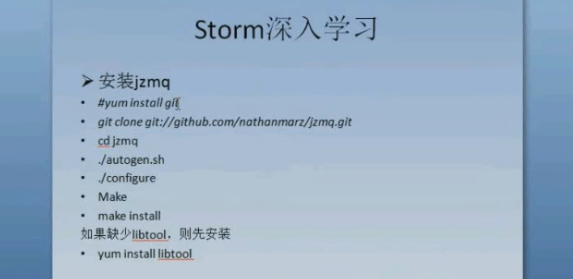 Storm深入学习
➢ 安装jzmq
• #yum install git
• git clone git://github.com/nathanmarz/jzmq.git
• cd jzmq
• ./autogen.sh
• ./configure
• Make
• make install
如果缺少libtool，则先安装
• yum install libtool